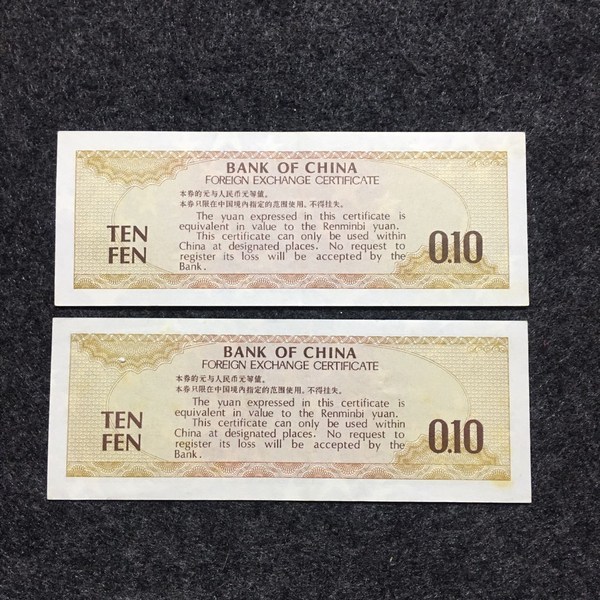 BANK OF CHINA
FOREIGN EXCHANGE CERTIFICATE
本券的元与人民币元等值。
本券只限在中国境内指定的范围使用，不得挂失。
The yuan expressed in this certificate is
equivalent in value to the Renminbi yuan.
This certificate can only be used within
China at designated places. No request to
register its loss will be accepted by the
Bank.
TEN
FEN
0.10
BANK OF CHINA
FOREIGN EXCHANGE CERTIFICATE
本券的元与人民币元等值。
本券只限在中国境内指定的范围使用，不得挂失。
The yuan expressed in this certificate is
equivalent in value to the Renminbi yuan.
This certificate can only be used within
China at designated places. No request to
register its loss will be accepted by the
Bank.
TEN
FEN
0.10